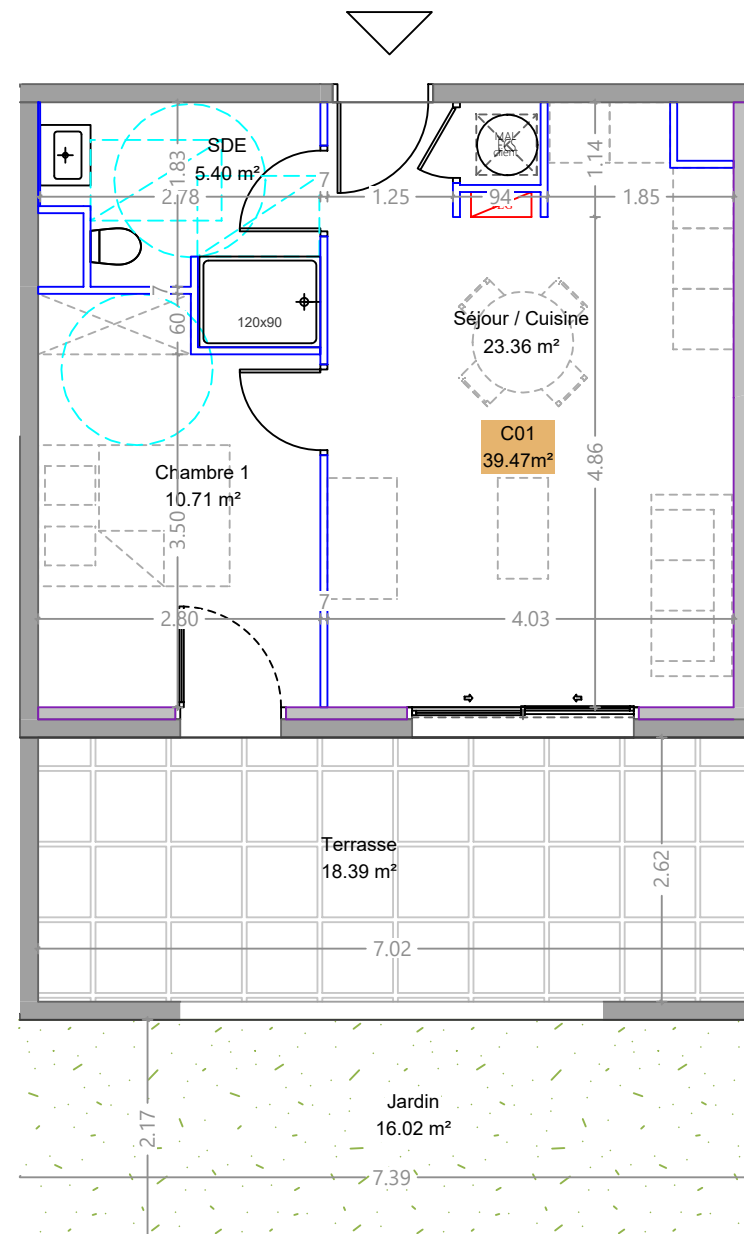 SDE
5.40 m²
1.83
2.78
7
1.25
94
1.14
1.85
7
60
120x90
Séjour / Cuisine
23.36 m²
C01
39.47m²
4.86
Chambre 1
10.71 m²
3.50
2.80
7
4.03
Terrasse
18.39 m²
2.62
7.02
Jardin
16.02 m²
2.17
7.39